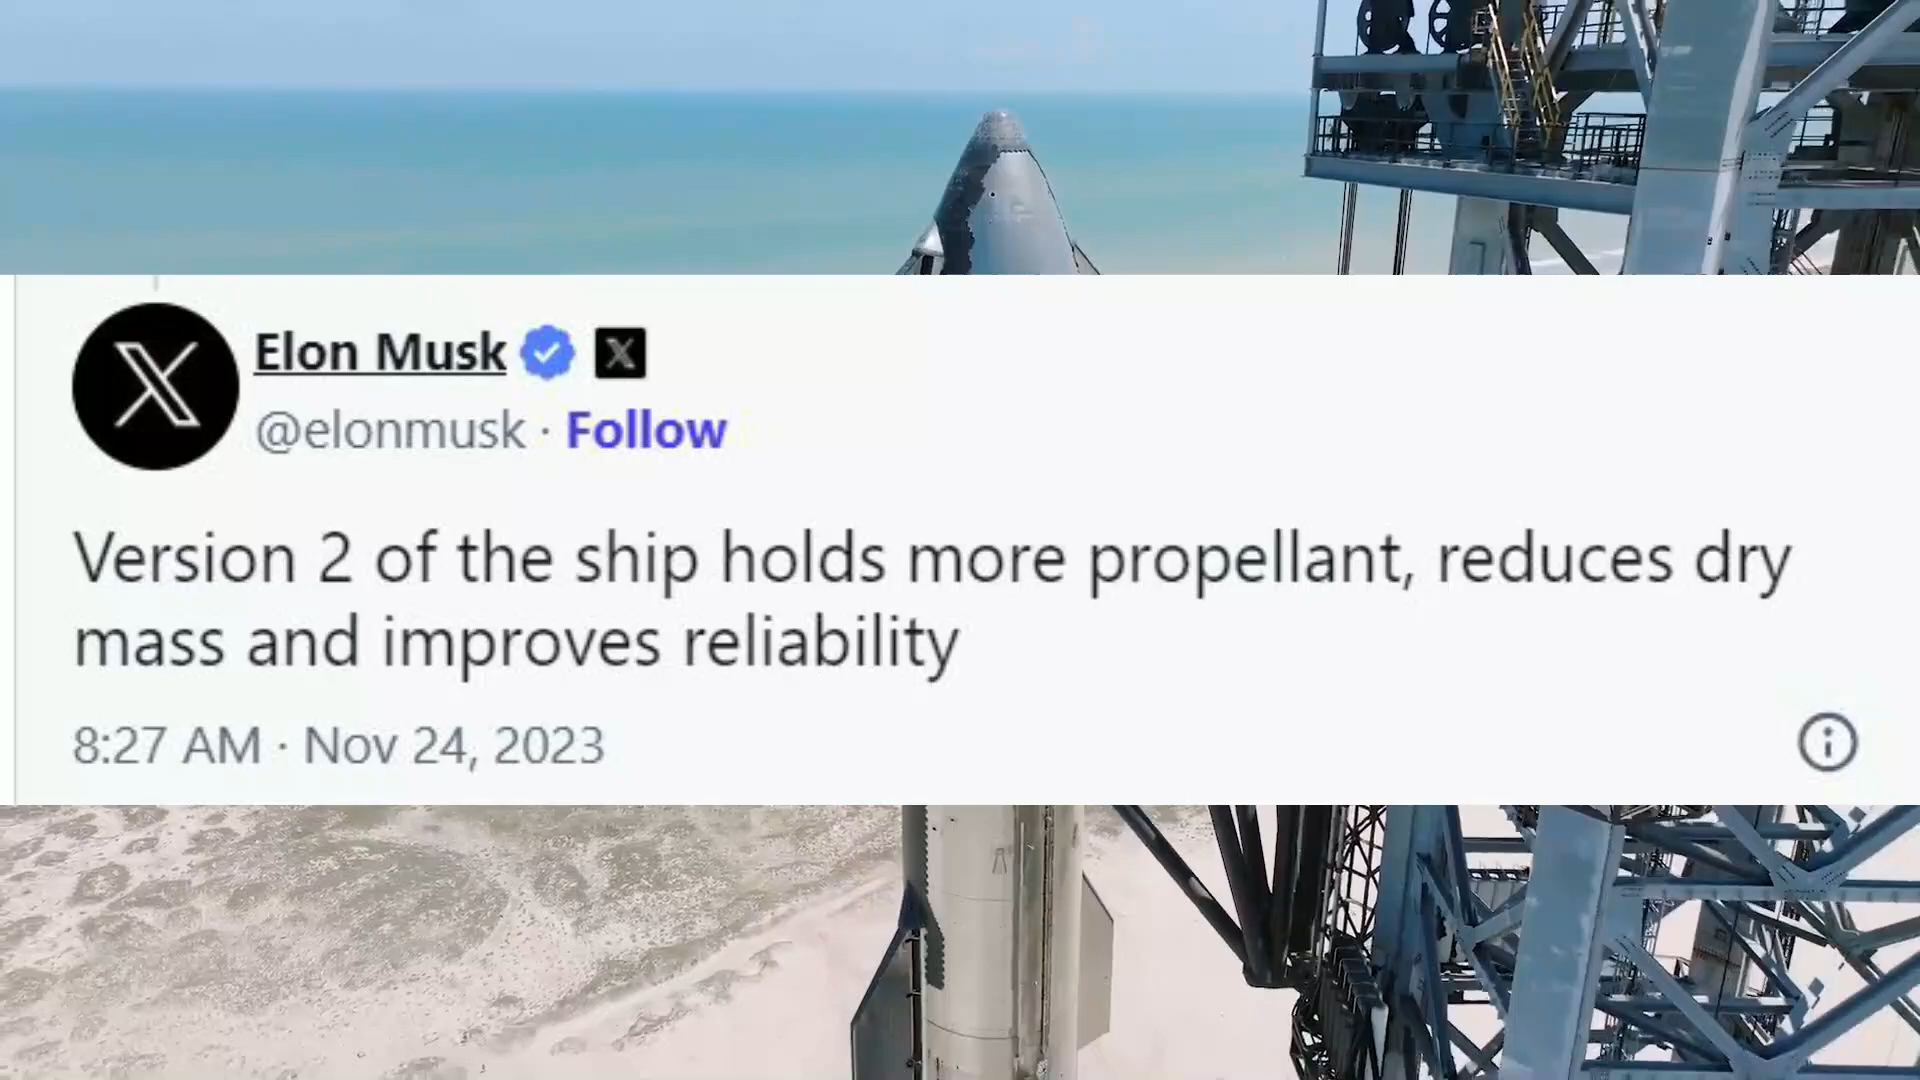 Elon Musk
@elonmusk · Follow
Version 2 of the ship holds more propellant, reduces dry
mass and improves reliability
8:27 AM · Nov 24, 2023